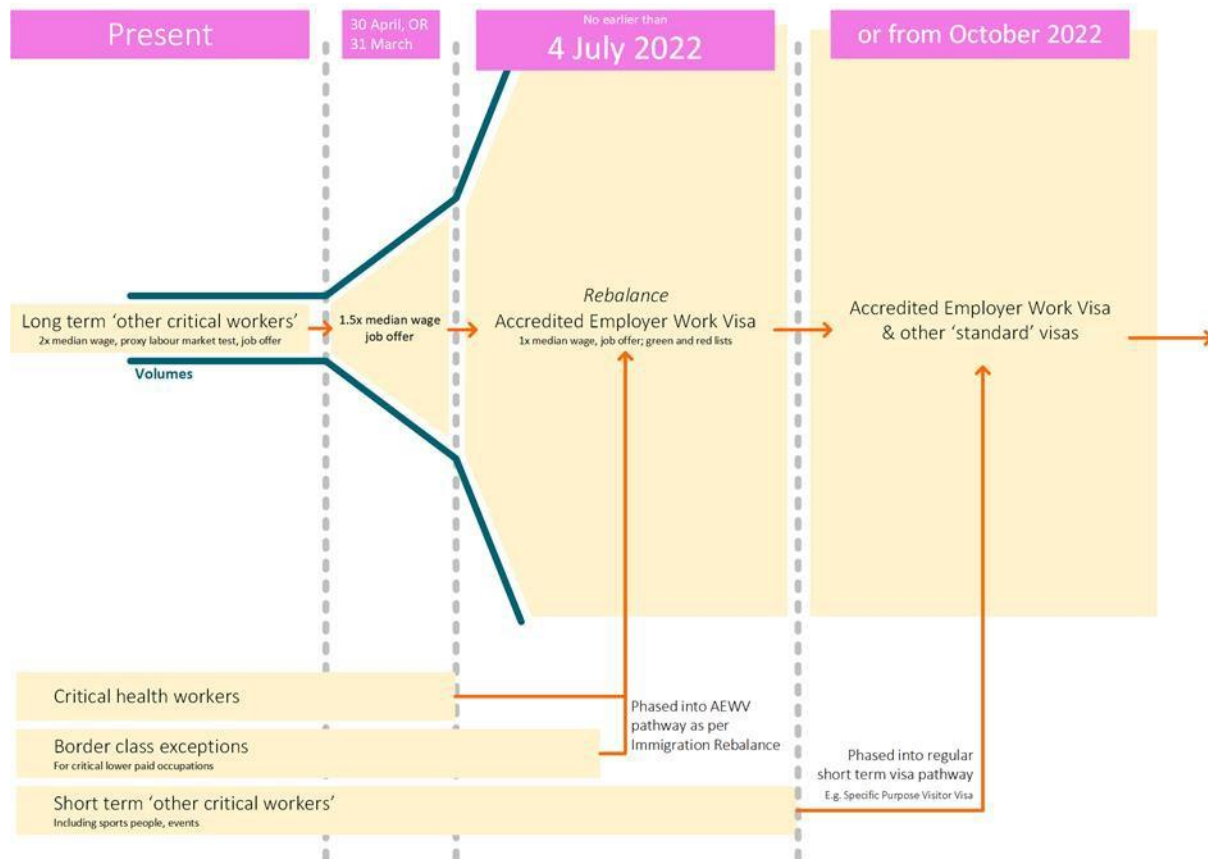 Present
30 April, OR
31 March
No earlier than
4 July 2022
or from October 2022
Long term 'other critical workers'
2x median wage, proxy labour market test, job offer
Volumes
1.5x median wage
job offer
Rebalance
Accredited Employer Work Visa
1x median wage, job offer; green and red lists
Accredited Employer Work Visa
& other 'standard' visas
Critical health workers
Border class exceptions
For critical lower paid occupations
Short term 'other critical workers'
Including sports people, events
Phased into AEWV
pathway as per
Immigration Rebalance
Phased into regular
short term visa pathway
E.g. Specific Purpose Visitor Visa